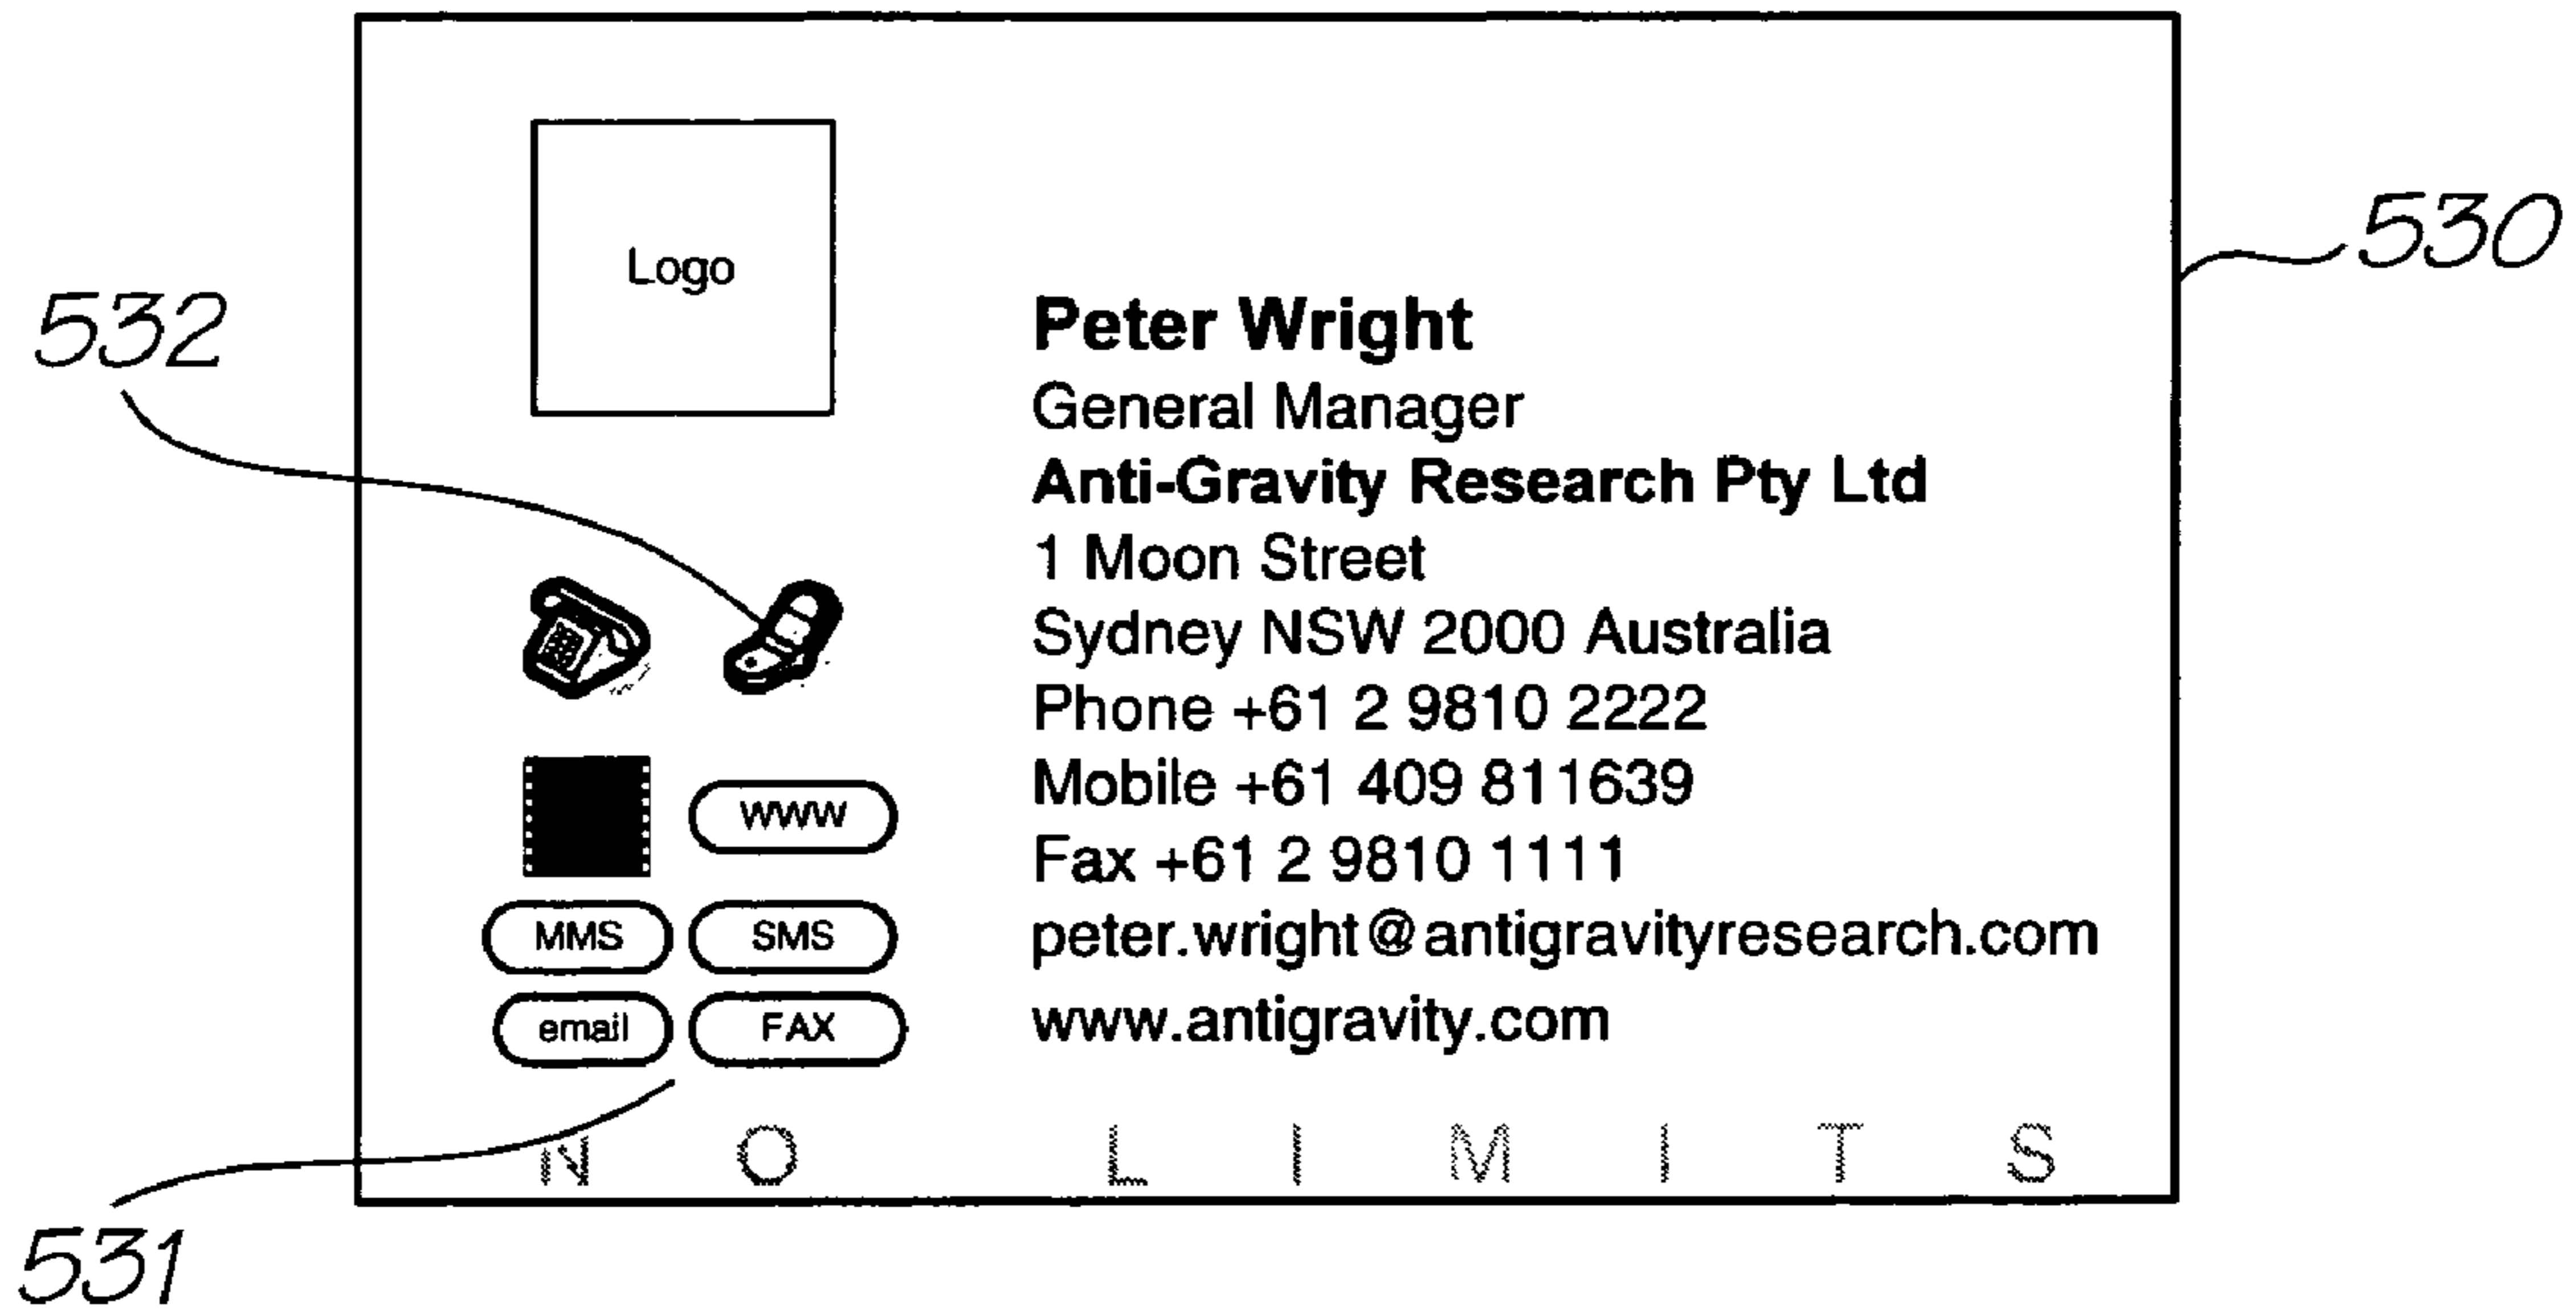 530
532
531
Logo
Peter Wright
General Manager
Anti-Gravity Research Pty Ltd
1 Moon Street
Sydney NSW 2000 Australia
Phone +61 2 9810 2222
Mobile +61 409 811639
Fax +61 2 9810 1111
peter.wright@antigravityresearch.com
www.antigravity.com
WWW
MMS SMS
email FAX
NO LIMITS